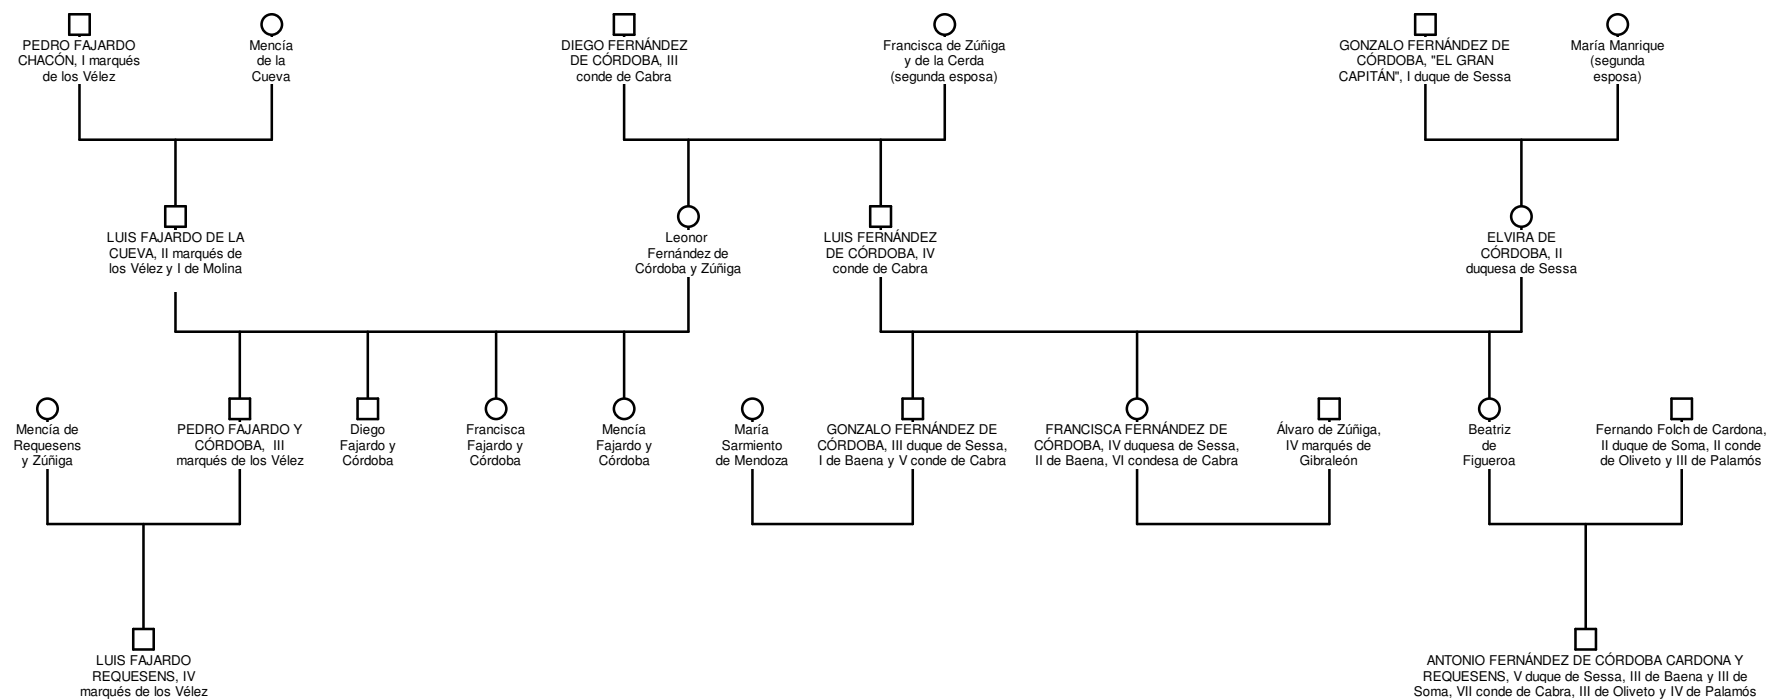 PEDRO FAJARDO
CHACÓN, I marqués
de los Vélez
Mencía
de la
Cueva
DIEGO FERNÁNDEZ
DE CÓRDOBA, III
conde de Cabra
Francisca de Zúñiga
y de la Cerda
(segunda esposa)
GONZALO FERNÁNDEZ DE
CÓRDOBA, "EL GRAN
CAPITÁN", I duque de Sessa
María Manrique
(segunda
esposa)
LUIS FAJARDO DE LA
CUEVA, II marqués de
los Vélez y I de Molina
Leonor
Fernández de
Córdoba y Zúñiga
LUIS FERNÁNDEZ
DE CÓRDOBA, IV
conde de Cabra
ELVIRA DE
CÓRDOBA, II
duquesa de Sessa
Mencía de
Requesens
y Zúñiga
PEDRO FAJARDO Y
CÓRDOBA, III
marqués de los Vélez
Diego
Fajardo y
Córdoba
Francisca
Fajardo y
Córdoba
Mencía
Fajardo y
Córdoba
María
Sarmiento
de Mendoza
GONZALO FERNÁNDEZ DE
CÓRDOBA, III duque de Sessa,
I de Baena y V conde de Cabra
FRANCISCA FERNÁNDEZ DE
CÓRDOBA, IV duquesa de Sessa,
II de Baena, VI condesa de Cabra
Álvaro de Zúñiga,
IV marqués de
Gibraleón
Beatriz
de
Figueroa
Fernando Folch de Cardona,
II duque de Soma, II conde
de Oliveto y III de Palamós
LUIS FAJARDO
REQUESENS, IV
marqués de los Vélez
ANTONIO FERNÁNDEZ DE CÓRDOBA CARDONA Y
REQUESENS, V duque de Sessa, III de Baena y III de
Soma, VII conde de Cabra, III de Oliveto y IV de Palamós